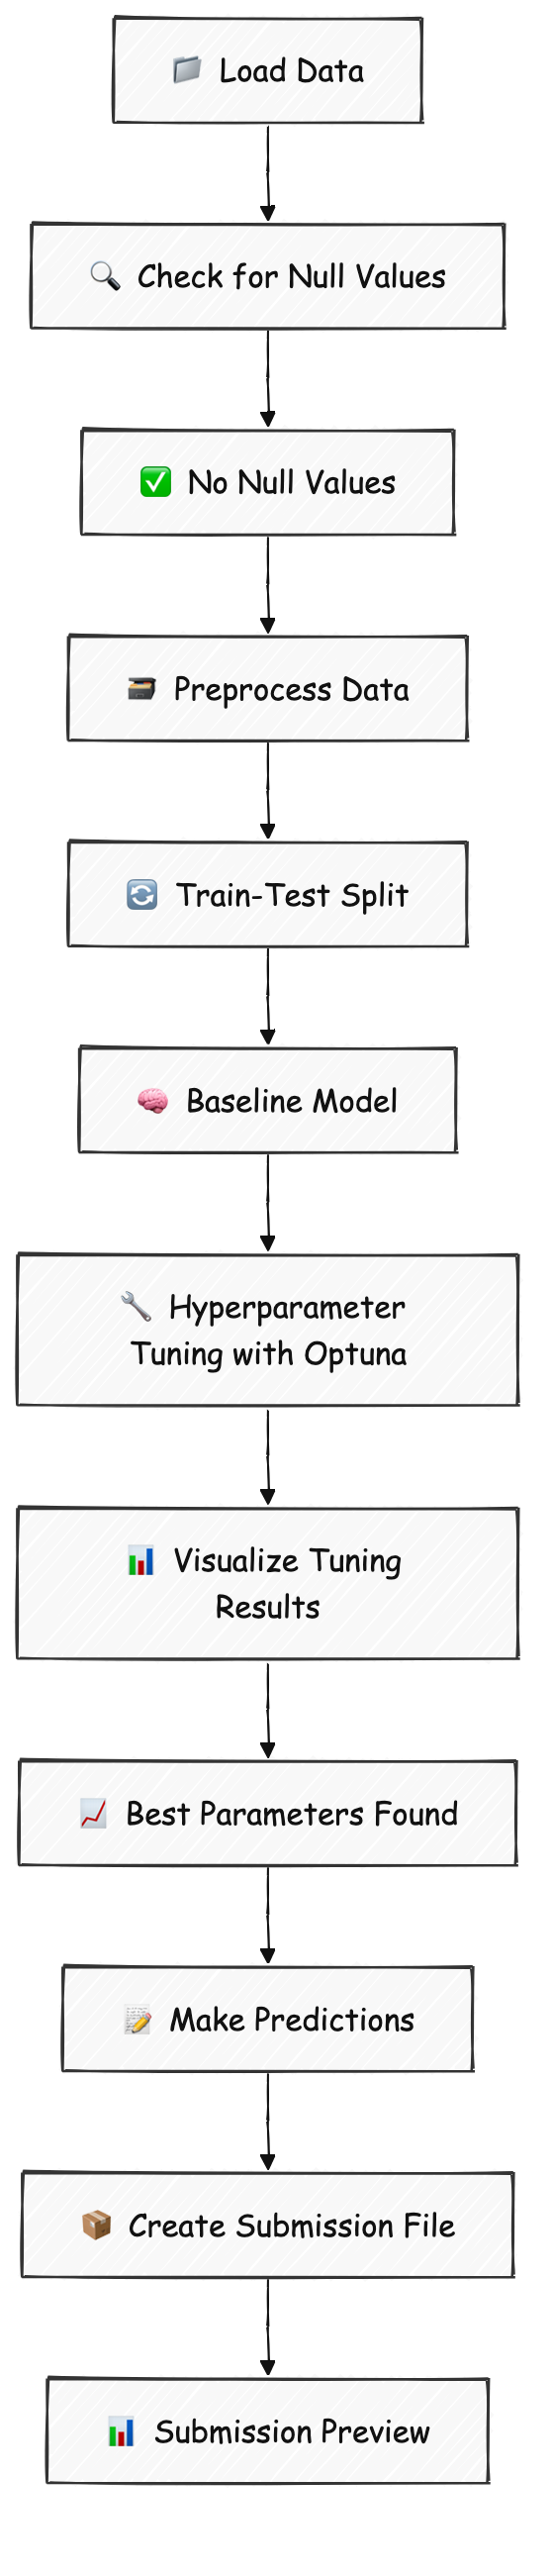 Load Data
Check for Null Values
No Null Values
Preprocess Data
Train-Test Split
Baseline Model
Hyperparameter
Tuning with Optuna
Visualize Tuning
Results
Best Parameters Found
Make Predictions
Create Submission File
Submission Preview